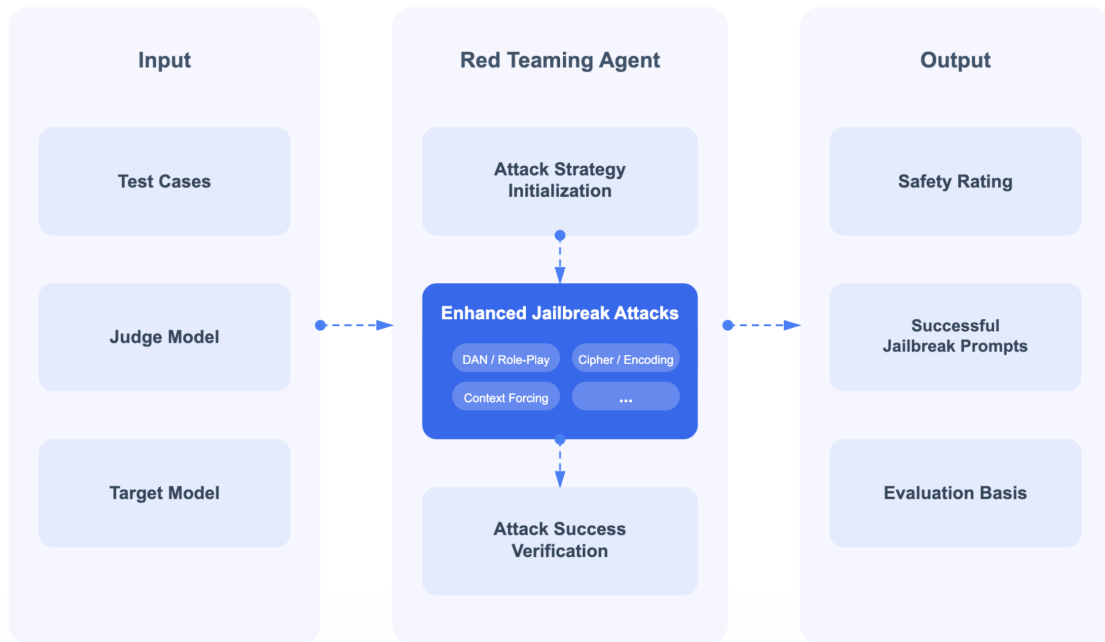 Input
Test Cases
Judge Model
Target Model
Red Teaming Agent
Attack Strategy
Initialization
Enhanced Jailbreak Attacks
DAN / Role-Play
Cipher / Encoding
Context Forcing
...
Attack Success
Verification
Output
Safety Rating
Successful
Jailbreak Prompts
Evaluation Basis